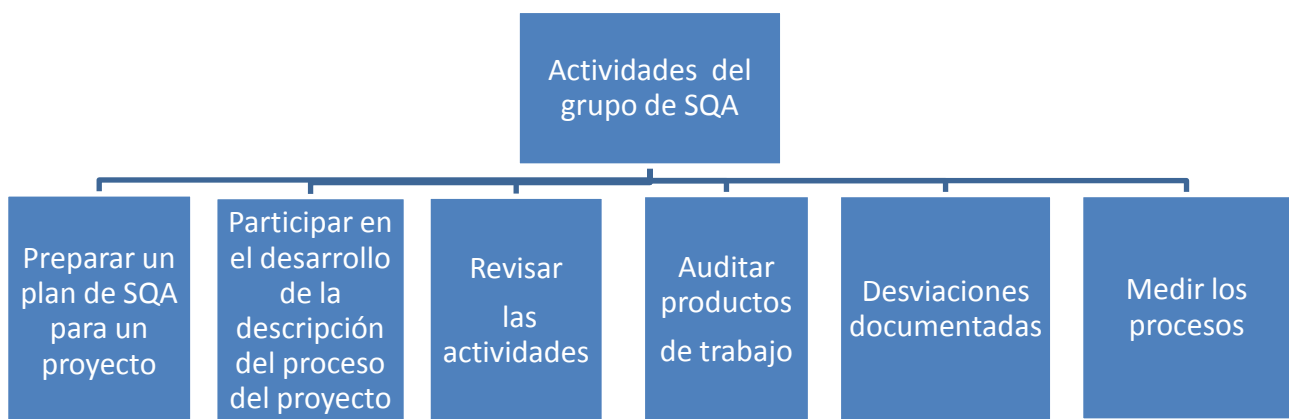 Actividades del
grupo de SQA
Preparar un
plan de SQA
para un
proyecto
Participar en
el desarrollo
de la
descripción
del proceso
del proyecto
Revisar
las
actividades
Auditar
productos
de trabajo
Desviaciones
documentadas
Medir los
procesos